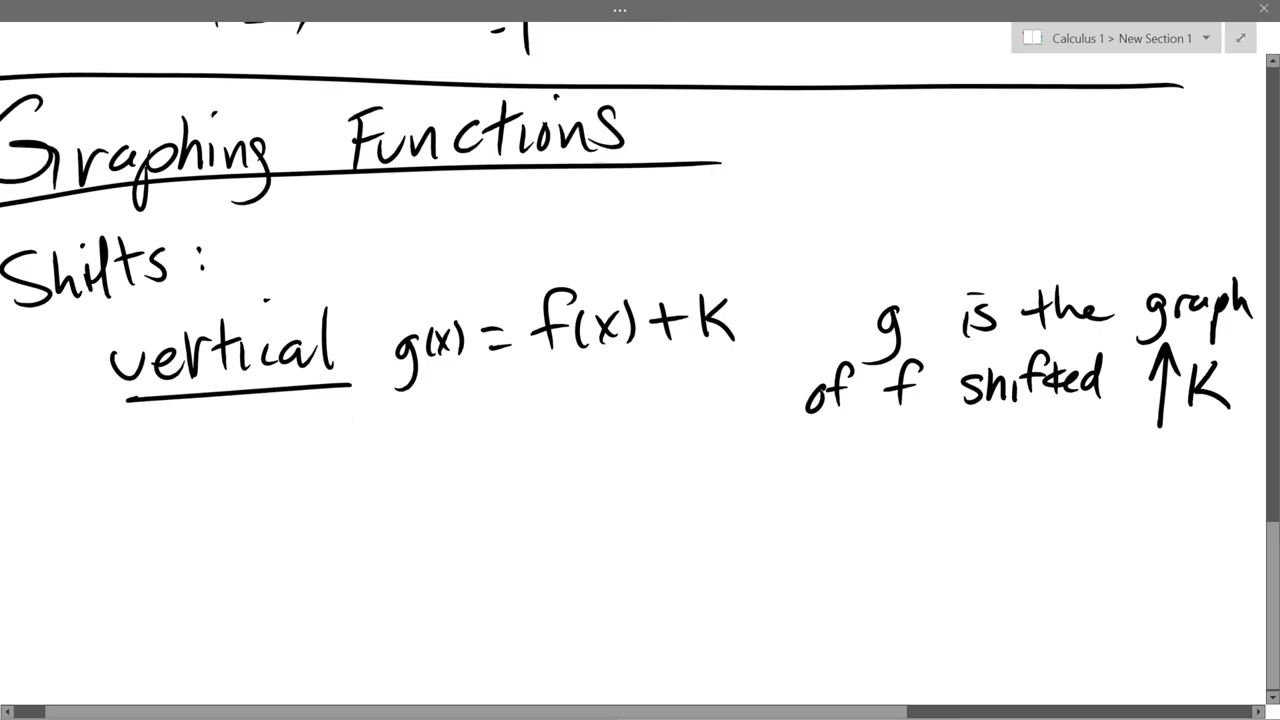 Calculus 1 > New Section 1
Graphing Functions
Shifts:
vertical g(x) = f(x) + K
g is the graph
of f shifted ↑ K